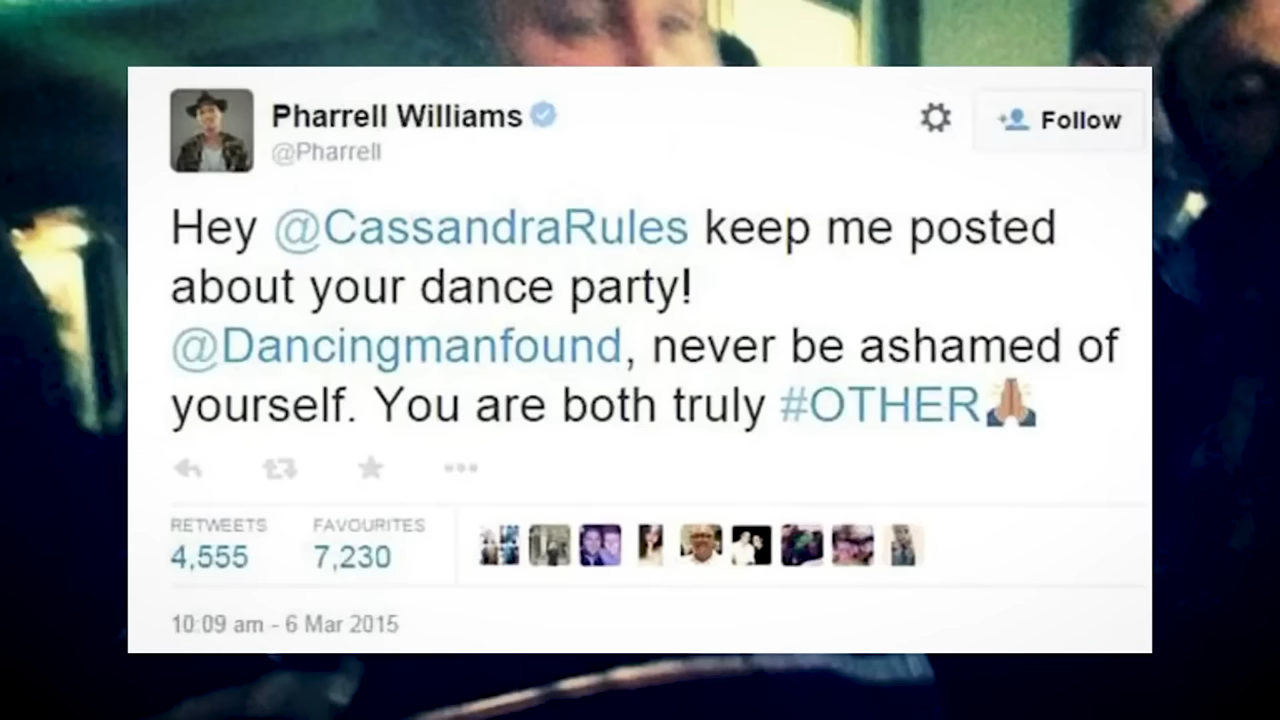 Pharrell Williams
@Pharrell
Follow
Hey @CassandraRules keep me posted
about your dance party!
@Dancingmanfound, never be ashamed of
yourself. You are both truly #OTHER🙏🏽
RETWEETS FAVOURITES
4,555 7,230
10:09 am - 6 Mar 2015